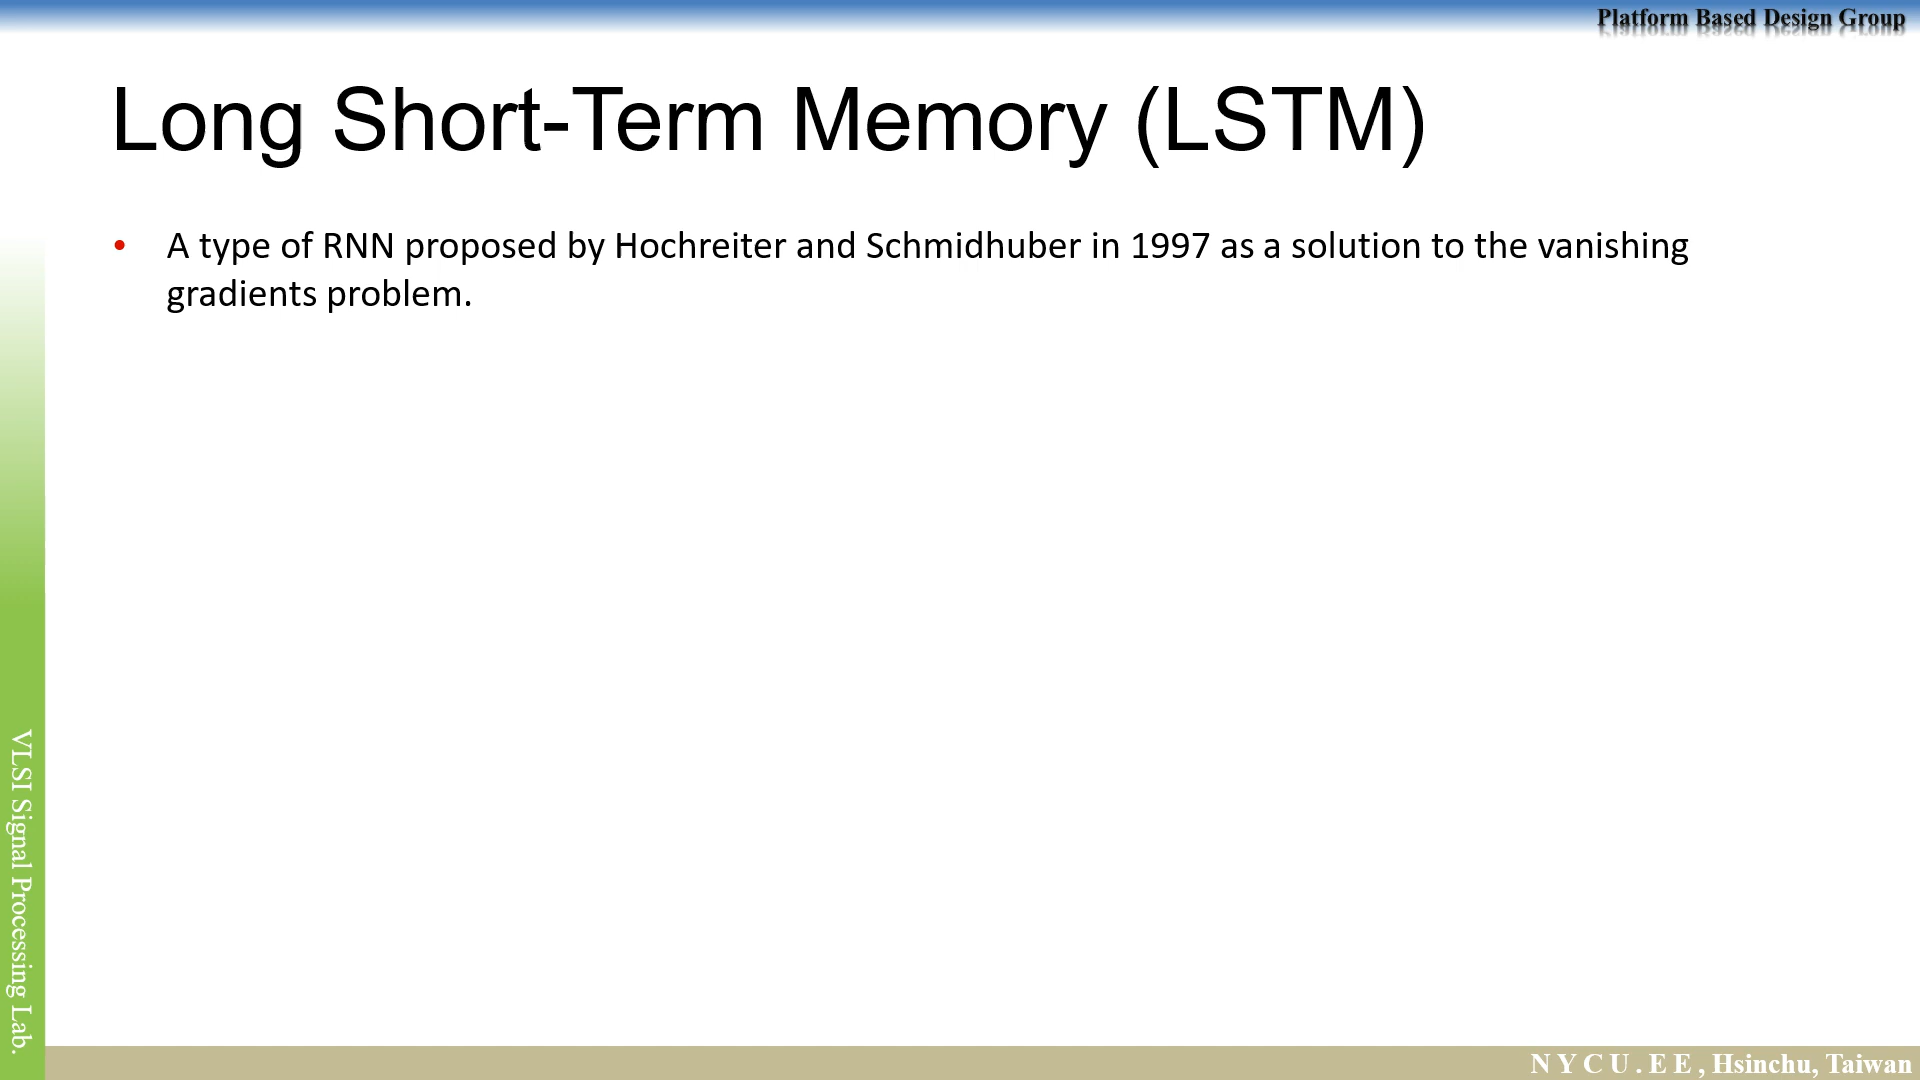 Platform Based Design Group
Long Short-Term Memory (LSTM)
• A type of RNN proposed by Hochreiter and Schmidhuber in 1997 as a solution to the vanishing
gradients problem.
VLSI Signal Processing Lab.
N Y C U . E E , Hsinchu, Taiwan